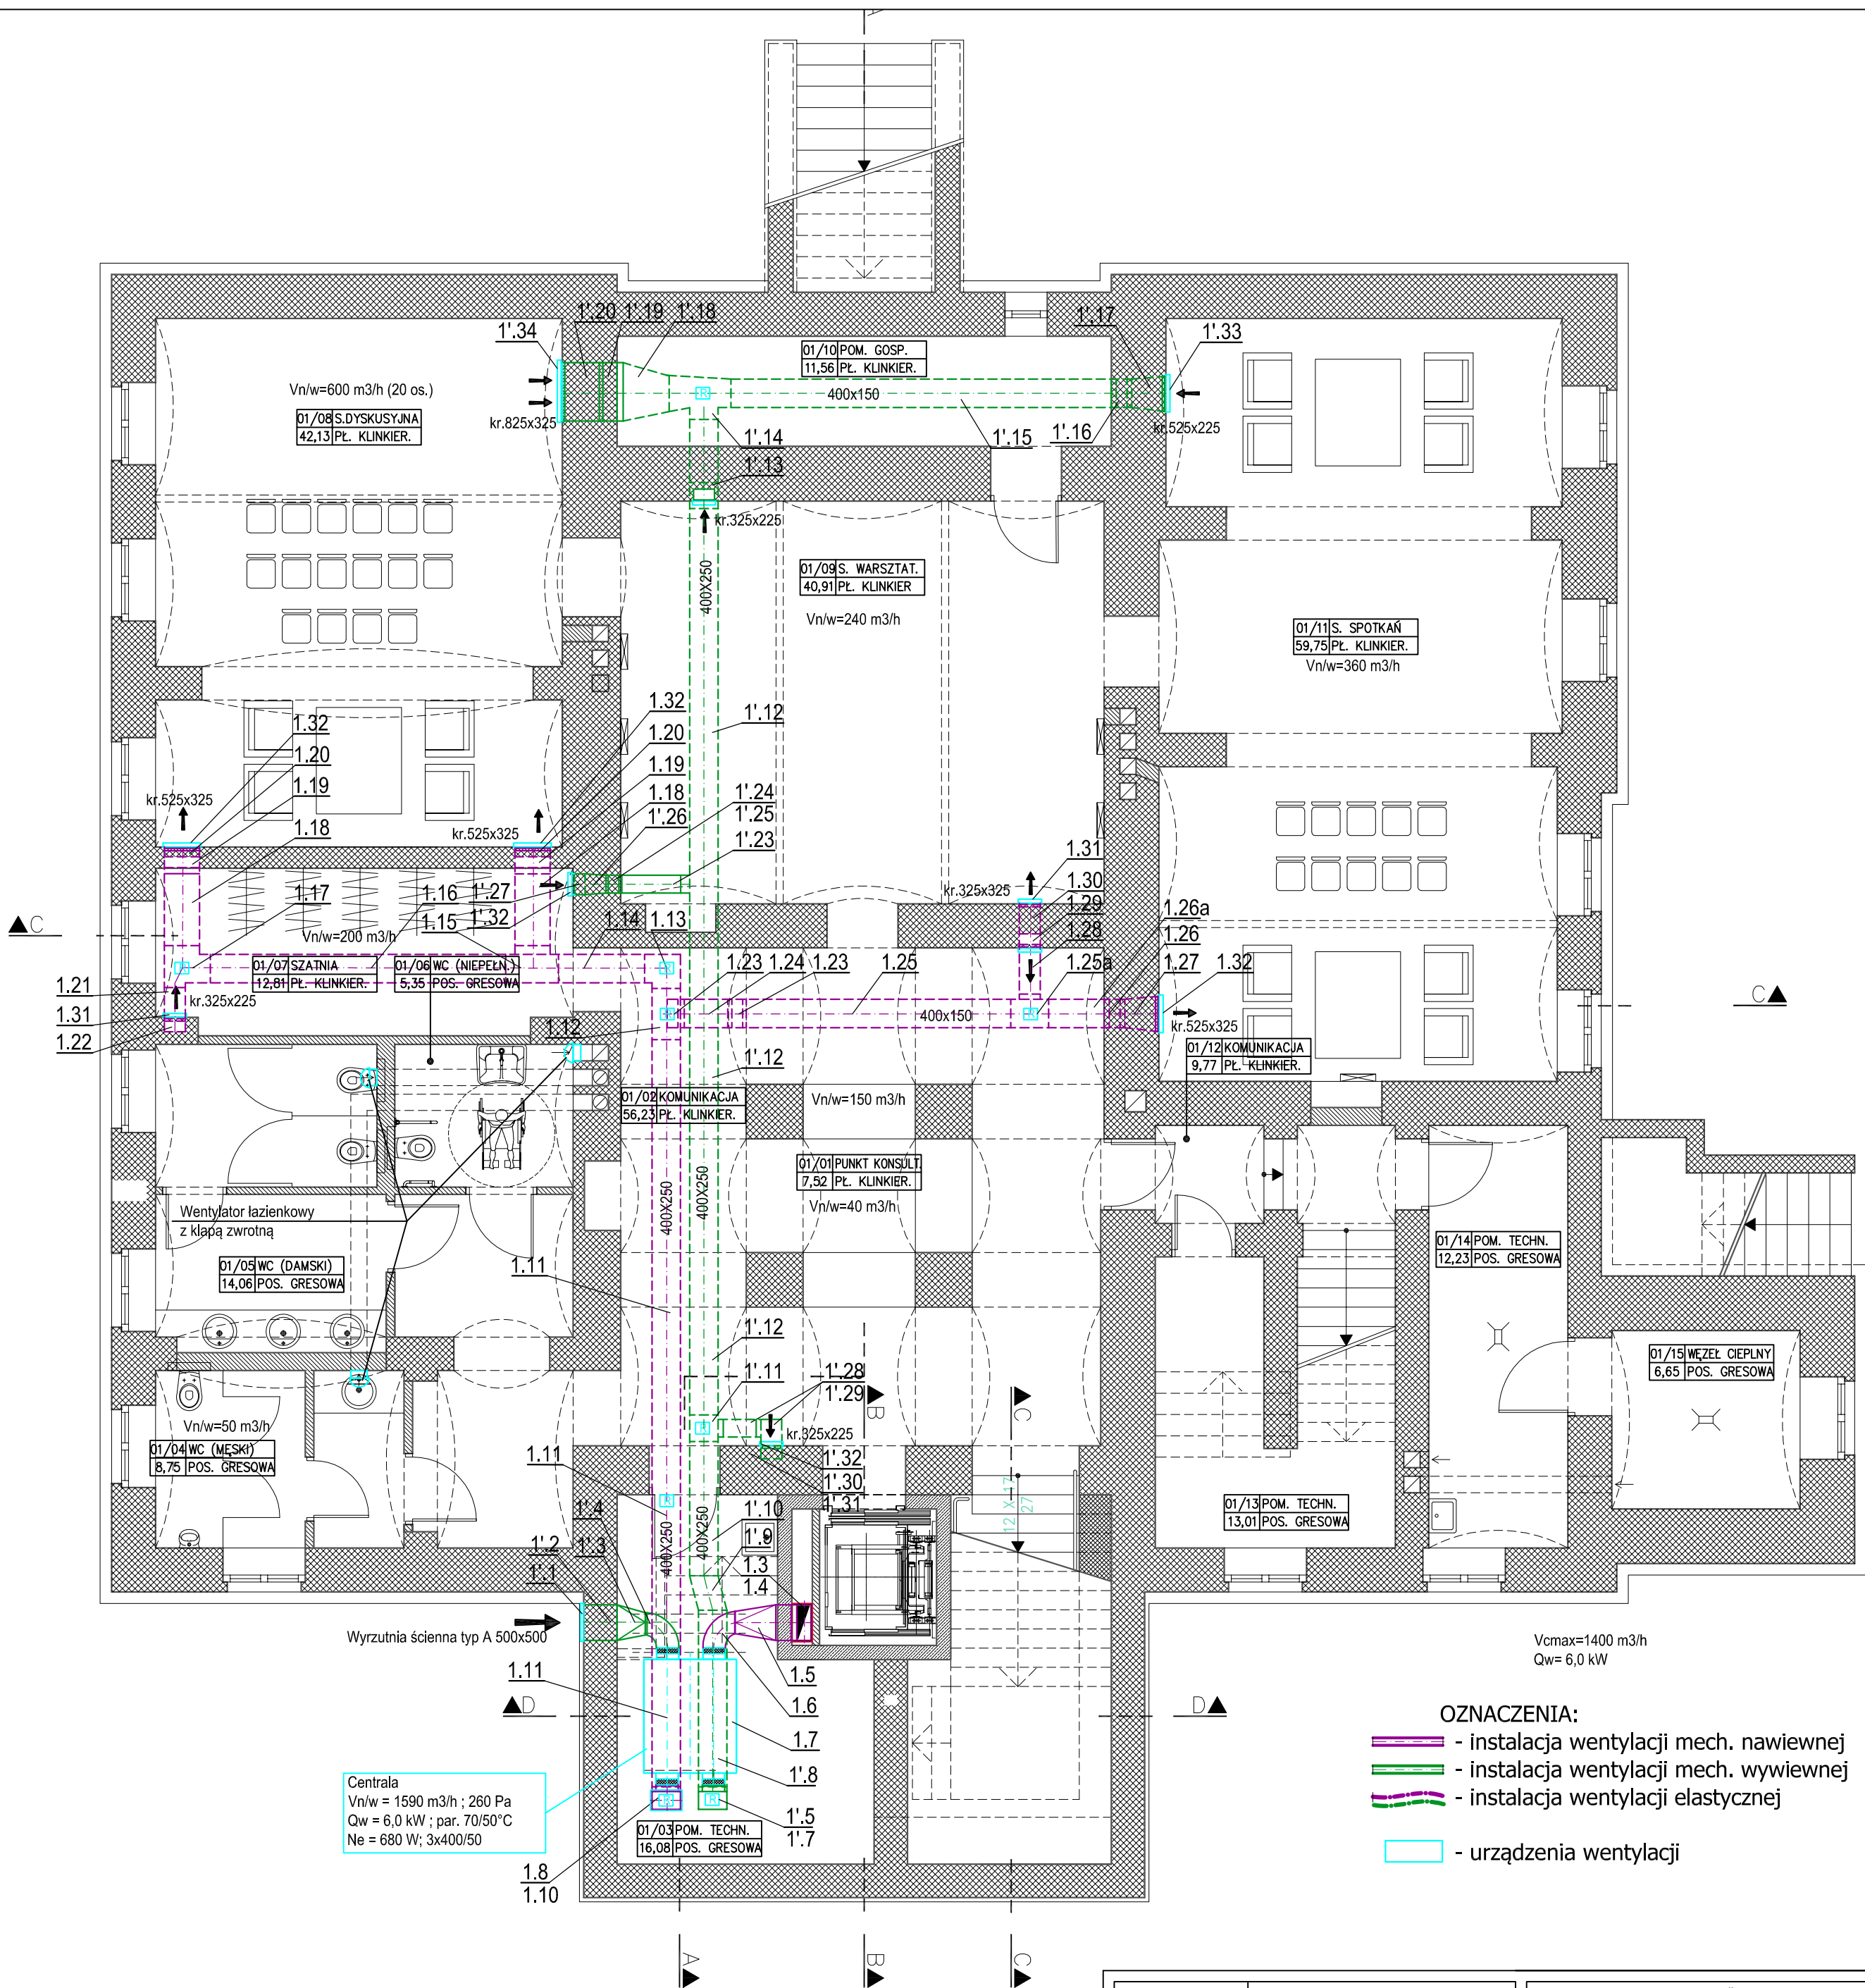 1'.20
1'.19
1'.18
1'.17
1'.34
1'.33
01/10 POM. GOSP.
11,56 PŁ. KLINKIER.
Vn/w=600 m3/h (20 os.)
01/08 S.DYSKUSYJNA
42,13 PŁ. KLINKIER.
kr.825x325
400x150
kr.525x225
1'.14
1'.15
1'.16
1'.13
kr.325x225
400X250
01/09 S. WARSZTAT.
40,91 PŁ. KLINKIER
Vn/w=240 m3/h
01/11 S. SPOTKAŃ
59,75 PŁ. KLINKIER.
Vn/w=360 m3/h
1.32
1.20
1.19
1.18
kr.525x325
1.32
1.20
1.19
1.18
1'.26
kr.525x325
1'.12
1'.24
1'.25
1'.23
1.17
1.16
1'.27
1.15
1'.32
1.14
1.13
Vn/w=200 m3/h
1.31
1.30
1.29
1.28
kr.325x325
1.26a
1.26
1.27
1.32
C
C
01/07 SZATNIA
12,81 PŁ. KLINKIER.
01/06 WC (NIEPEŁN.)
5,35 POS. GRESOWA
1.23
1.24
1.23
1.25
1.25a
400x150
kr.525x325
1.21
1.31
1.22
kr.325x225
1.12
1'.12
01/12 KOMUNIKACJA
9,77 PŁ. KLINKIER.
01/02 KOMUNIKACJA
56,23 PŁ. KLINKIER.
Vn/w=150 m3/h
01/01 PUNKT KONSULT.
7,52 PŁ. KLINKIER.
Vn/w=40 m3/h
400X250
400X250
Wentylator łazienkowy
z klapą zwrotną
01/05 WC (DAMSKI)
14,06 POS. GRESOWA
1.11
01/14 POM. TECHN.
12,23 POS. GRESOWA
1'.12
1'.11
1'.28
1'.29
B
C
01/15 WĘZEŁ CIEPLNY
6,65 POS. GRESOWA
Vn/w=50 m3/h
01/04 WC (MĘSKI)
8,75 POS. GRESOWA
kr.325x225
1'.32
1'.30
1'.31
1.11
1'.10
12 X 17
27
01/13 POM. TECHN.
13,01 POS. GRESOWA
400X250
400X250
1'.4
1'.3
1'.2
1'.1
1'.9
1.3
1.4
Wyrzutnia ścienna typ A 500x500
Vcmax=1400 m3/h
Qw= 6,0 kW
1.11
1.5
1.6
1.7
1'.8
D
D
R
R
R
R
R
R
R
R
R
OZNACZENIA:
- instalacja wentylacji mech. nawiewnej
- instalacja wentylacji mech. wywiewnej
- instalacja wentylacji elastycznej
- urządzenia wentylacji
Centrala
Vn/w = 1590 m3/h ; 260 Pa
Qw = 6,0 kW ; par. 70/50°C
Ne = 680 W; 3x400/50
1'.5
1'.7
01/03 POM. TECHN.
16,08 POS. GRESOWA
1.8
1.10
A
B
C